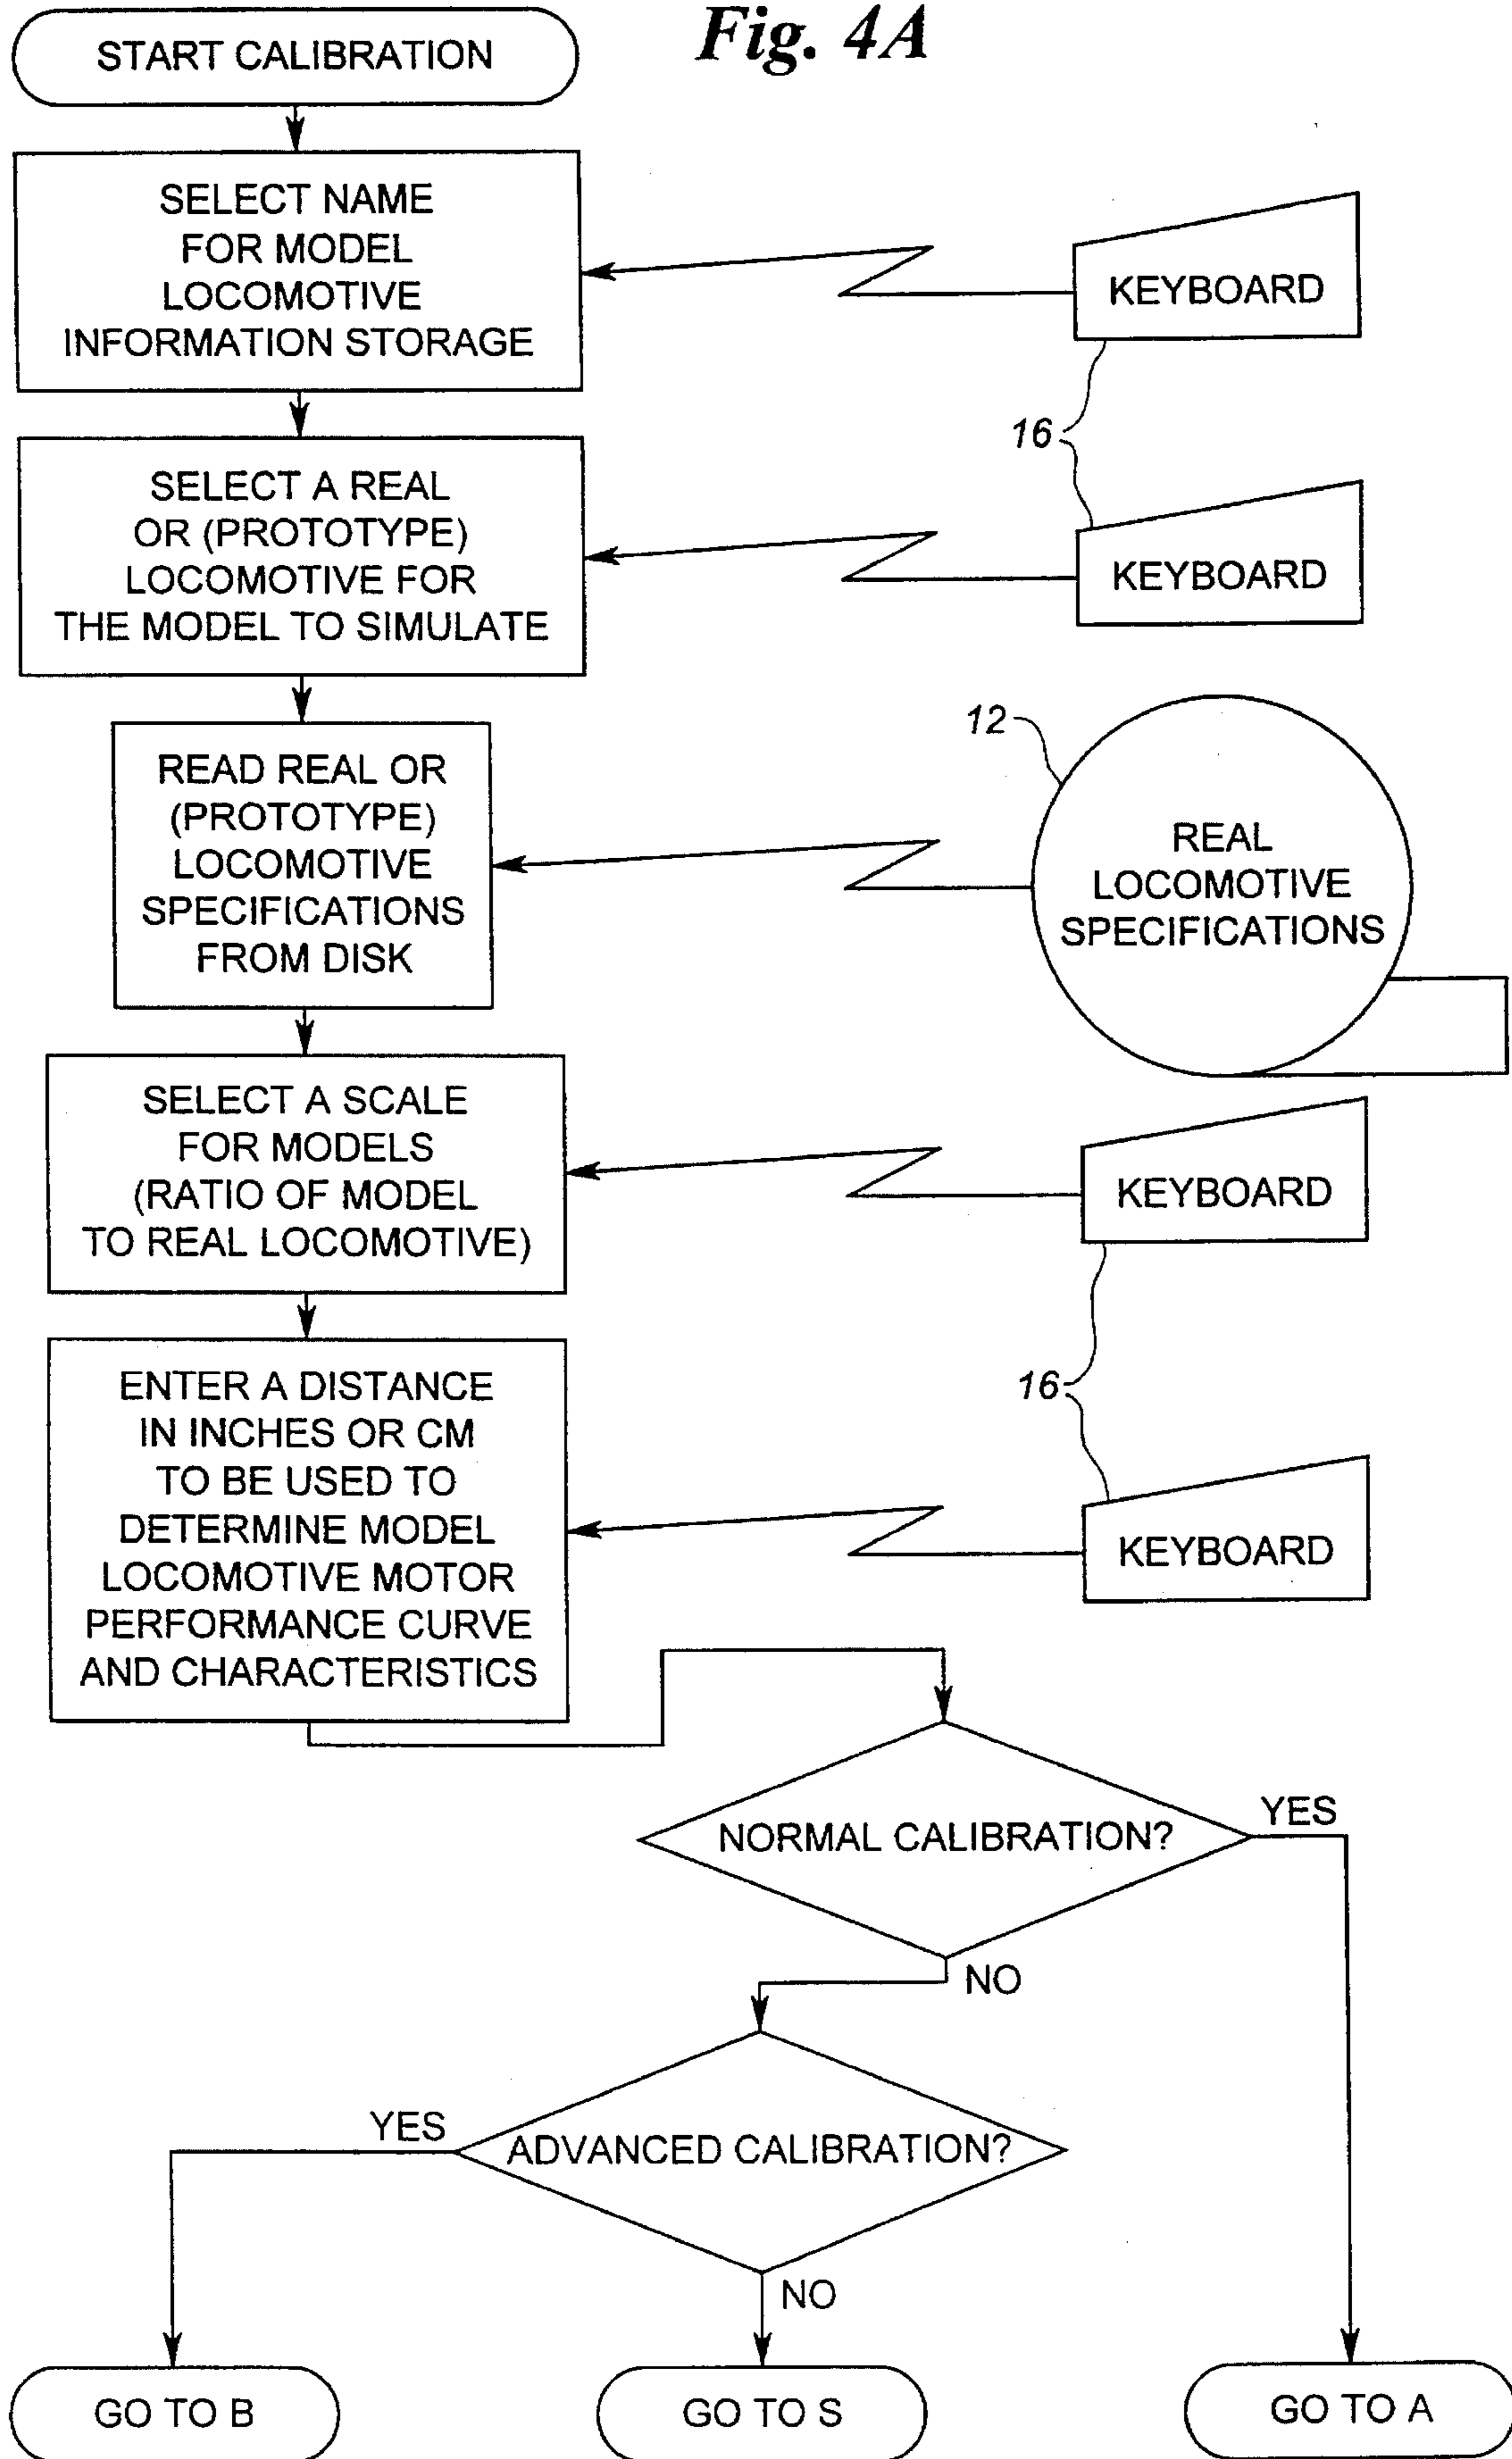 Fig. 4A
START CALIBRATION
SELECT NAME
FOR MODEL
LOCOMOTIVE
INFORMATION STORAGE
KEYBOARD
16
SELECT A REAL
OR (PROTOTYPE)
LOCOMOTIVE FOR
THE MODEL TO SIMULATE
KEYBOARD
READ REAL OR
(PROTOTYPE)
LOCOMOTIVE
SPECIFICATIONS
FROM DISK
12
REAL
LOCOMOTIVE
SPECIFICATIONS
SELECT A SCALE
FOR MODELS
(RATIO OF MODEL
TO REAL LOCOMOTIVE)
KEYBOARD
16
ENTER A DISTANCE
IN INCHES OR CM
TO BE USED TO
DETERMINE MODEL
LOCOMOTIVE MOTOR
PERFORMANCE CURVE
AND CHARACTERISTICS
KEYBOARD
NORMAL CALIBRATION?
YES
NO
ADVANCED CALIBRATION?
YES
NO
GO TO B
GO TO S
GO TO A